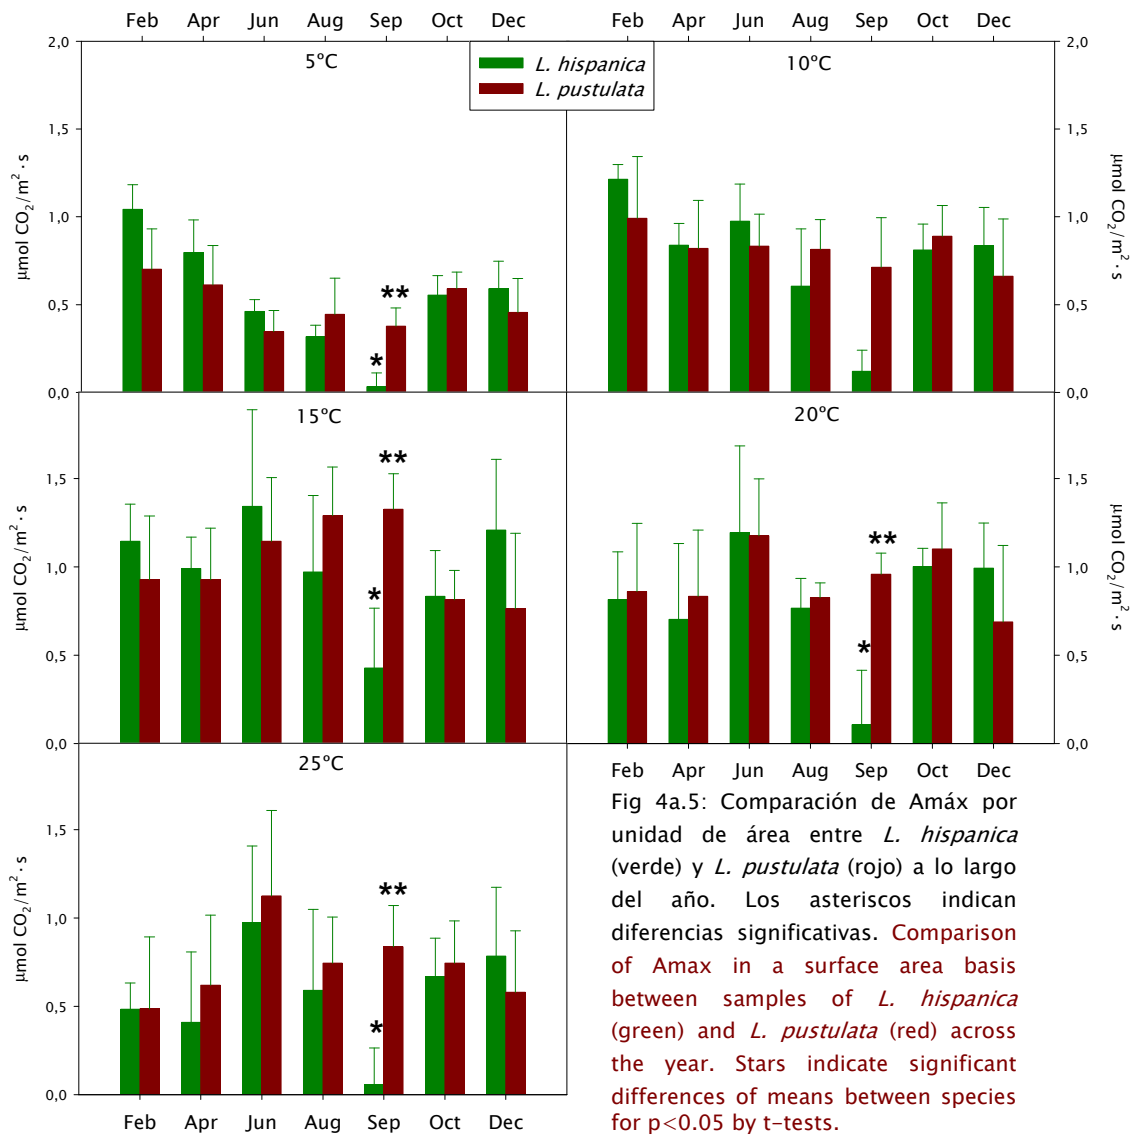 Feb Apr Jun Aug Sep Oct Dec Feb Apr Jun Aug Sep Oct Dec
2,0
1,5
1,0
0,5
0,0
µmol CO2/m2·s
5ºC
L. hispanica
L. pustulata
*
**
10ºC
2,0
1,5
1,0
0,5
0,0
µmol CO2/m2·s
1,5
1,0
0,5
0,0
µmol CO2/m2·s
15ºC
*
**
20ºC
*
**
1,5
1,0
0,5
0,0
µmol CO2/m2·s
Feb Apr Jun Aug Sep Oct Dec
1,5
1,0
0,5
0,0
µmol CO2/m2·s
25ºC
*
**
Feb Apr Jun Aug Sep Oct Dec
Fig 4a.5: Comparación de Amáx por
unidad de área entre L. hispanica
(verde) y L. pustulata (rojo) a lo largo
del año. Los asteriscos indican
diferencias significativas. Comparison
of Amax in a surface area basis
between samples of L. hispanica
(green) and L. pustulata (red) across
the year. Stars indicate significant
differences of means between species
for p<0.05 by t-tests.